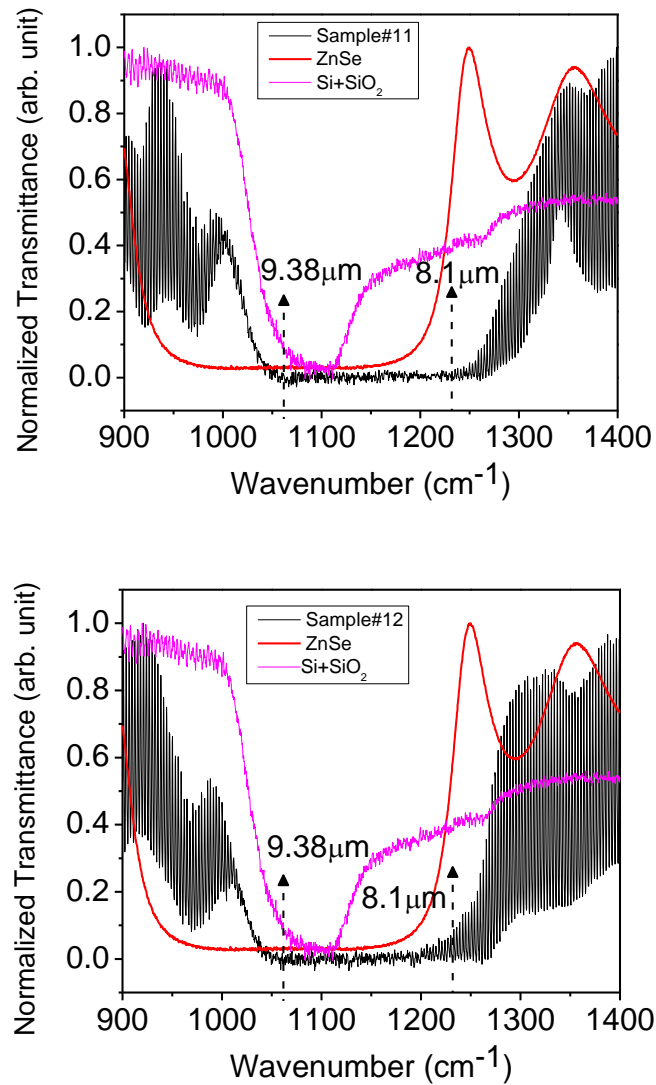 Sample#11
ZnSe
Si+SiO2
Normalized Transmittance (arb. unit)
1.0
0.8
0.6
0.4
0.2
0.0
9.38μm
8.1μm
900 1000 1100 1200 1300 1400
Wavenumber (cm-1)
Sample#12
ZnSe
Si+SiO2
Normalized Transmittance (arb. unit)
1.0
0.8
0.6
0.4
0.2
0.0
9.38μm
8.1μm
900 1000 1100 1200 1300 1400
Wavenumber (cm-1)